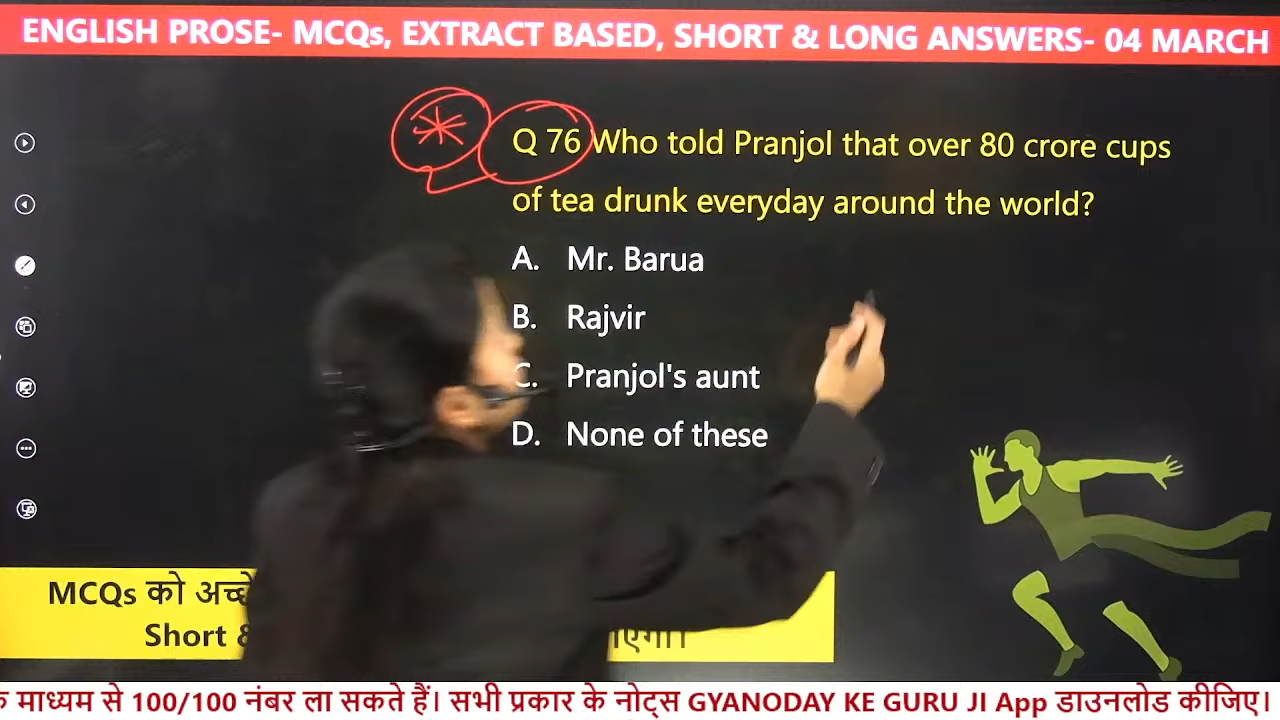 ENGLISH PROSE- MCQs, EXTRACT BASED, SHORT & LONG ANSWERS- 04 MARCH
Q 76 Who told Pranjol that over 80 crore cups
of tea drunk everyday around the world?
A. Mr. Barua
B. Rajvir
C. Pranjol's aunt
D. None of these
MCQs को अच्छे
Short &
माध्यम से 100/100 नंबर ला सकते हैं। सभी प्रकार के नोट्स GYANODAY KE GURU JI App डाउनलोड कीजिए।